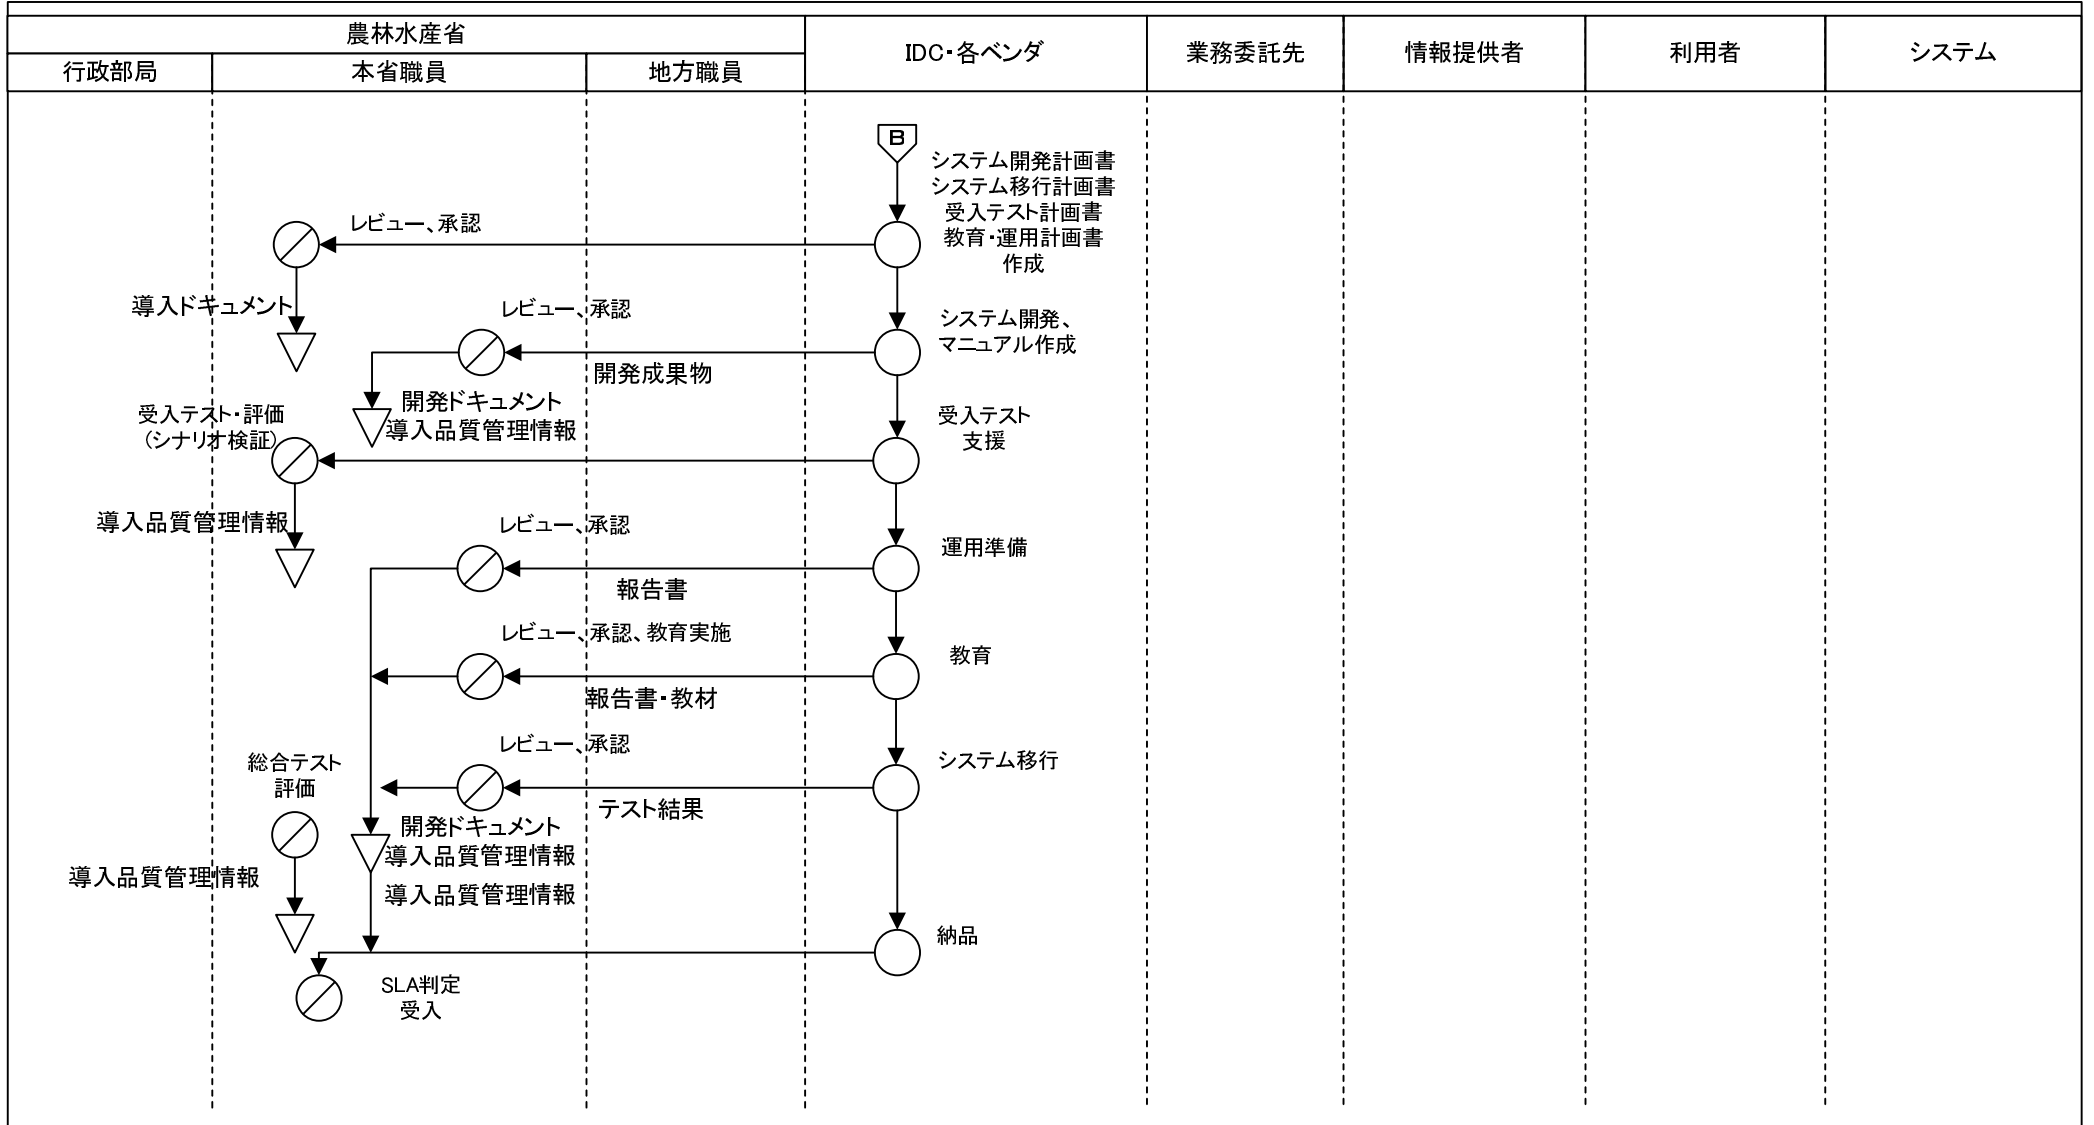 農林水産省
行政部局
本省職員
地方職員
IDC・各ベンダ
業務委託先
情報提供者
利用者
システム
B
システム開発計画書
システム移行計画書
受入テスト計画書
教育・運用計画書
作成
レビュー、承認
導入ドキュメント
レビュー、承認
システム開発、
マニュアル作成
開発成果物
開発ドキュメント
導入品質管理情報
受入テスト・評価
(シナリオ検証)
受入テスト
支援
導入品質管理情報
レビュー、承認
運用準備
報告書
レビュー、承認、教育実施
教育
報告書・教材
レビュー、承認
システム移行
総合テスト
評価
テスト結果
開発ドキュメント
導入品質管理情報
導入品質管理情報
導入品質管理情報
納品
SLA判定
受入